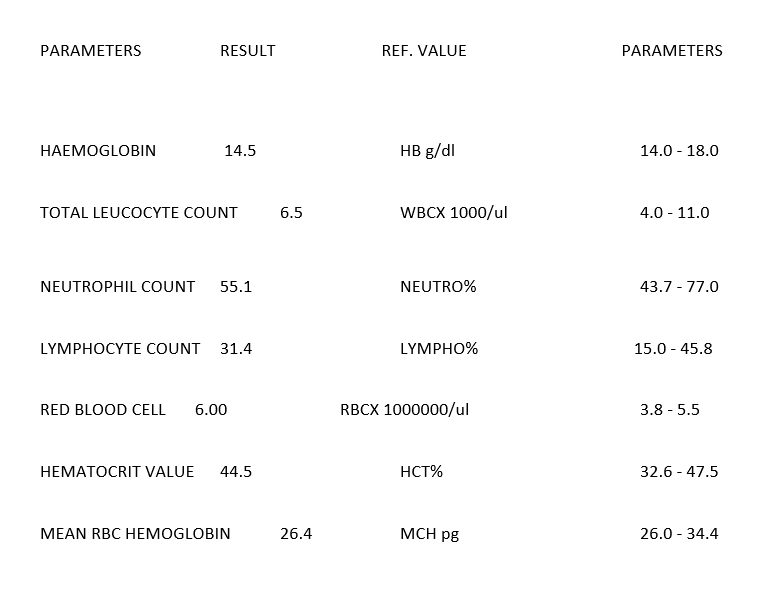 PARAMETERS RESULT REF. VALUE PARAMETERS
HAEMOGLOBIN 14.5 HB g/dl 14.0 - 18.0
TOTAL LEUCOCYTE COUNT 6.5 WBCX 1000/ul 4.0 - 11.0
NEUTROPHIL COUNT 55.1 NEUTRO% 43.7 - 77.0
LYMPHOCYTE COUNT 31.4 LYMPHO% 15.0 - 45.8
RED BLOOD CELL 6.00 RBCX 1000000/ul 3.8 - 5.5
HEMATOCRIT VALUE 44.5 HCT% 32.6 - 47.5
MEAN RBC HEMOGLOBIN 26.4 MCH pg 26.0 - 34.4